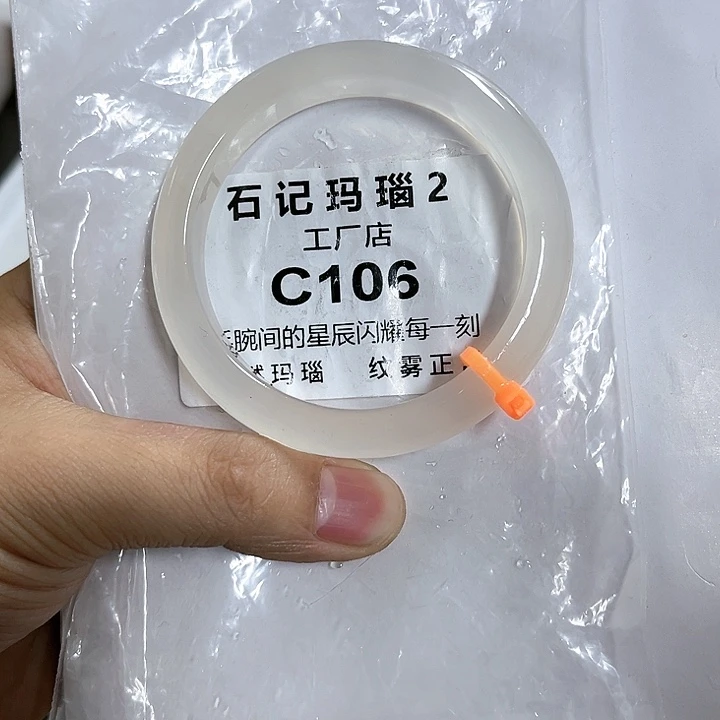 石记玛瑙2
工厂店
C106
腕间的星辰闪耀每一刻
玛瑙 纹雾正